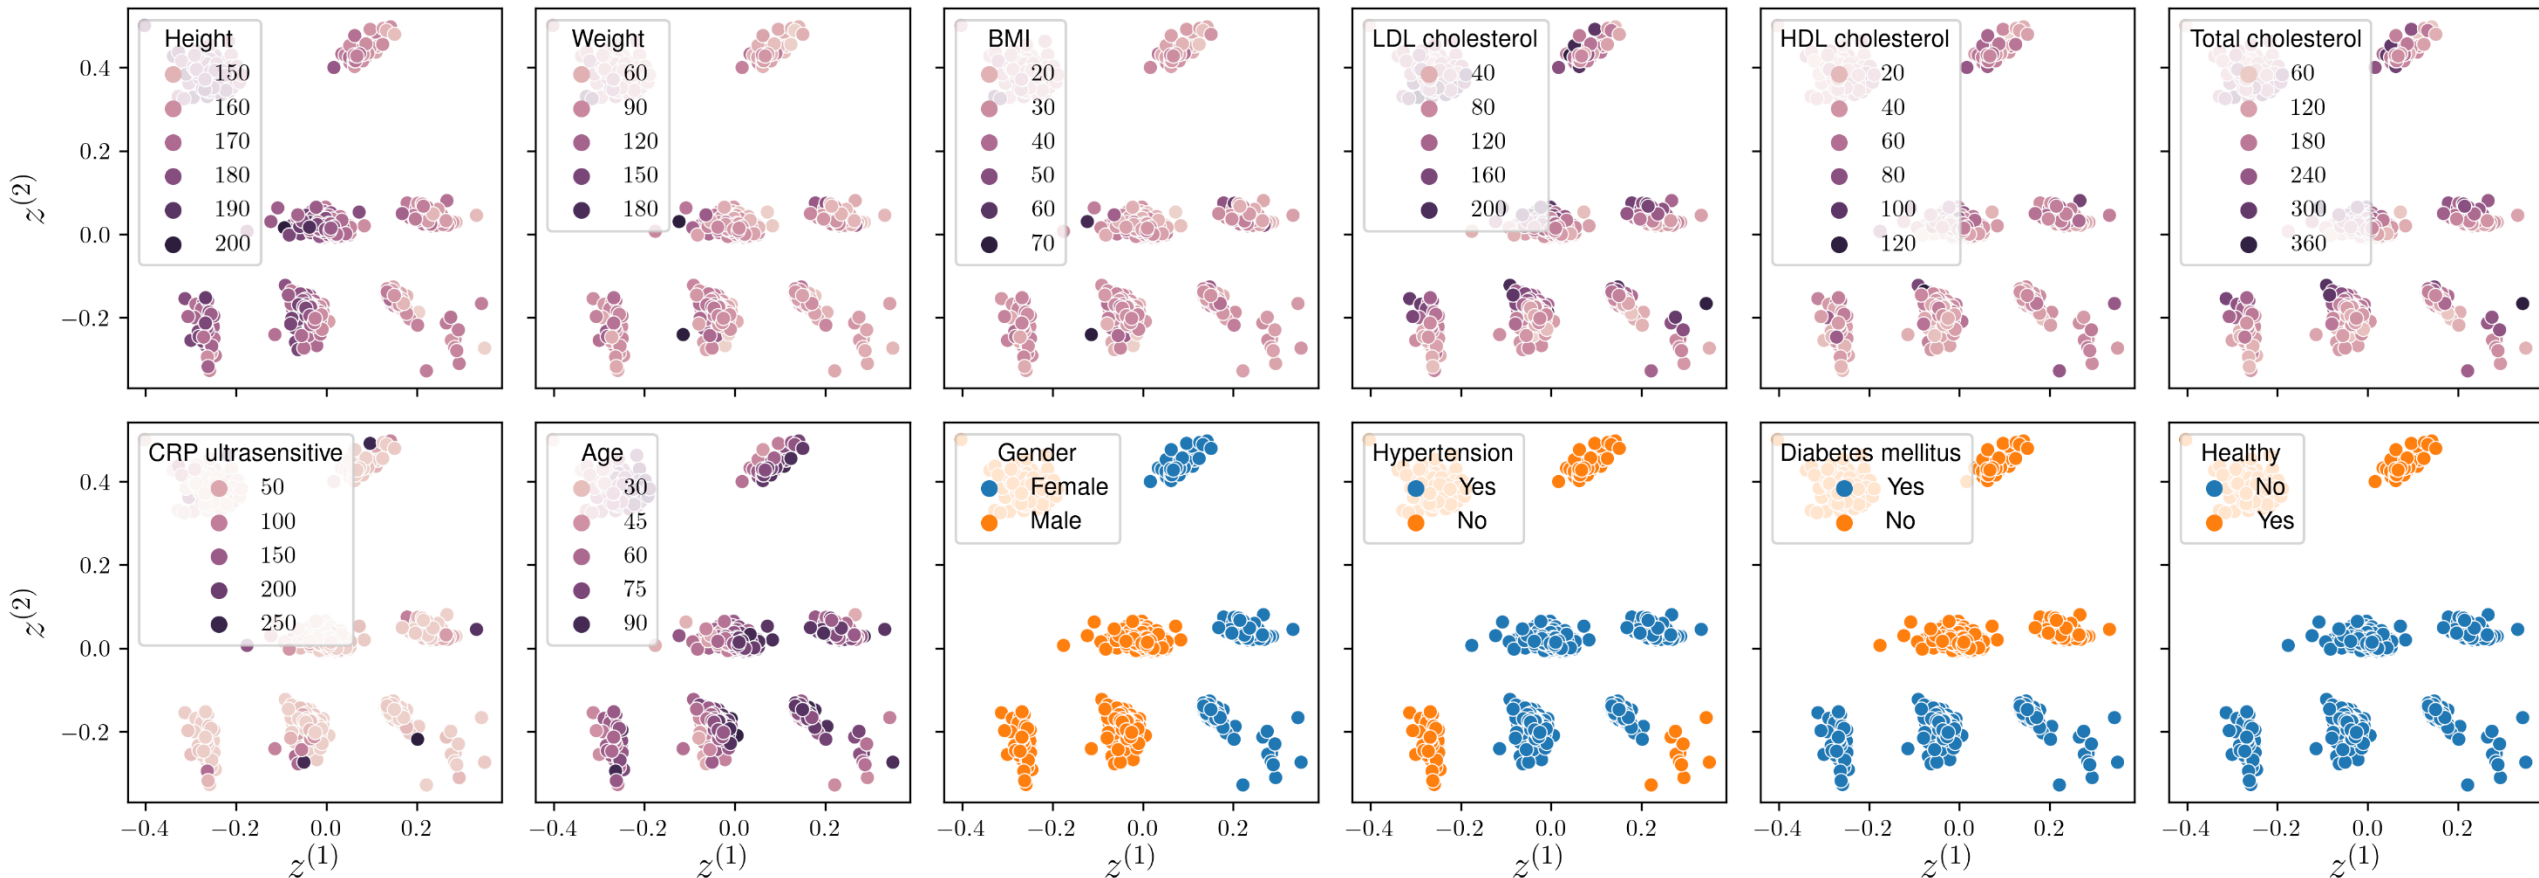 Height
150
160
170
180
190
200
0.4
0.2
0.0
−0.2
z(2)
Weight
60
90
120
150
180
BMI
20
30
40
50
60
70
LDL cholesterol
40
80
120
160
200
HDL cholesterol
20
40
60
80
100
120
Total cholesterol
60
120
180
240
300
360
CRP ultrasensitive
50
100
150
200
250
0.4
0.2
0.0
−0.2
z(2)
−0.4 −0.2 0.0 0.2
z(1)
Age
30
45
60
75
90
−0.4 −0.2 0.0 0.2
z(1)
Gender
Female
Male
−0.4 −0.2 0.0 0.2
z(1)
Hypertension
Yes
No
−0.4 −0.2 0.0 0.2
z(1)
Diabetes mellitus
Yes
No
−0.4 −0.2 0.0 0.2
z(1)
Healthy
No
Yes
−0.4 −0.2 0.0 0.2
z(1)